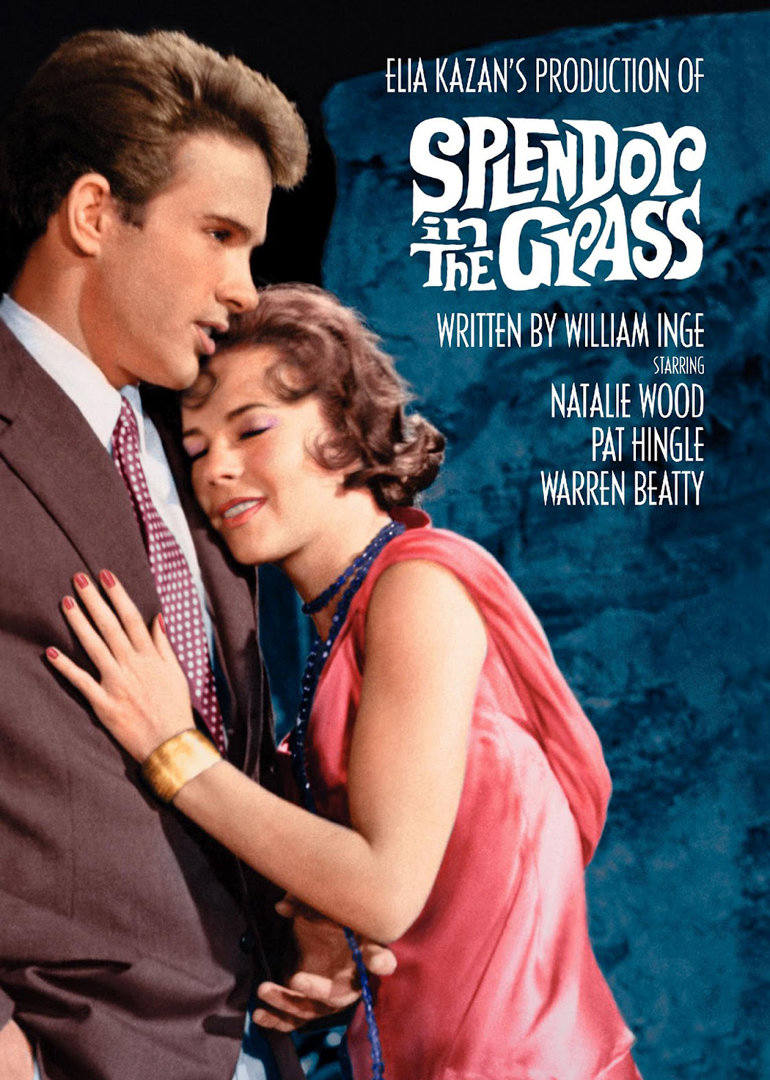 ELIA KAZAN'S PRODUCTION OF
SPLENDOR
in
THE GRASS
WRITTEN BY WILLIAM INGE
STARRING
NATALIE WOOD
PAT HINGLE
WARREN BEATTY